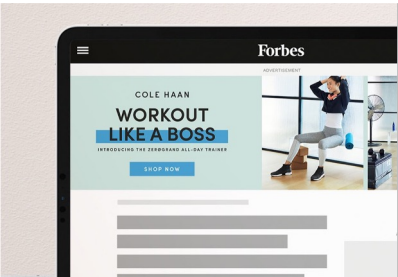 Forbes
ADVERTISEMENT
COLE HAAN
WORKOUT
LIKE A BOSS
INTRODUCING THE ZERØGRAND ALL-DAY TRAINER
SHOP NOW